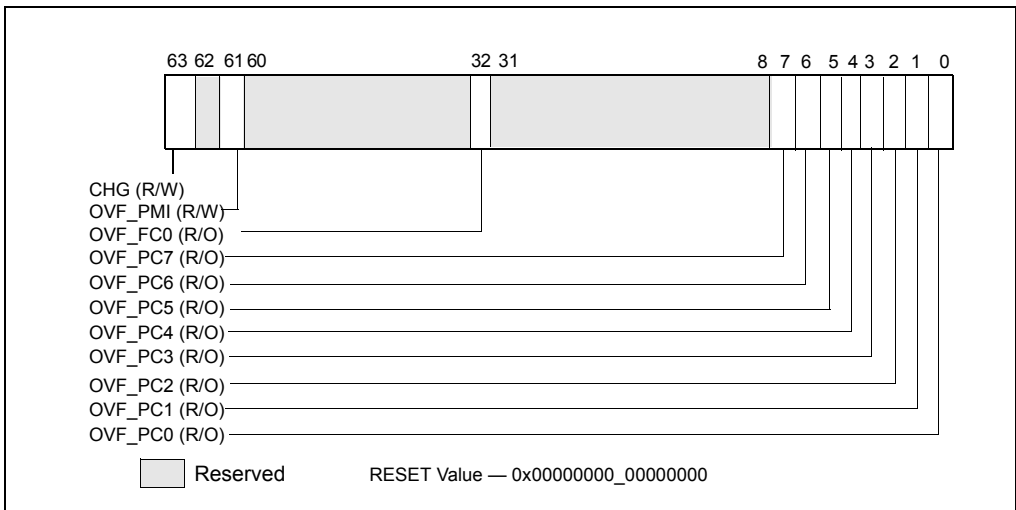 63 62 61 60 32 31 8 7 6 5 4 3 2 1 0
CHG (R/W)
OVF_PMI (R/W)
OVF_FC0 (R/O)
OVF_PC7 (R/O)
OVF_PC6 (R/O)
OVF_PC5 (R/O)
OVF_PC4 (R/O)
OVF_PC3 (R/O)
OVF_PC2 (R/O)
OVF_PC1 (R/O)
OVF_PC0 (R/O)
Reserved RESET Value — 0x00000000_00000000